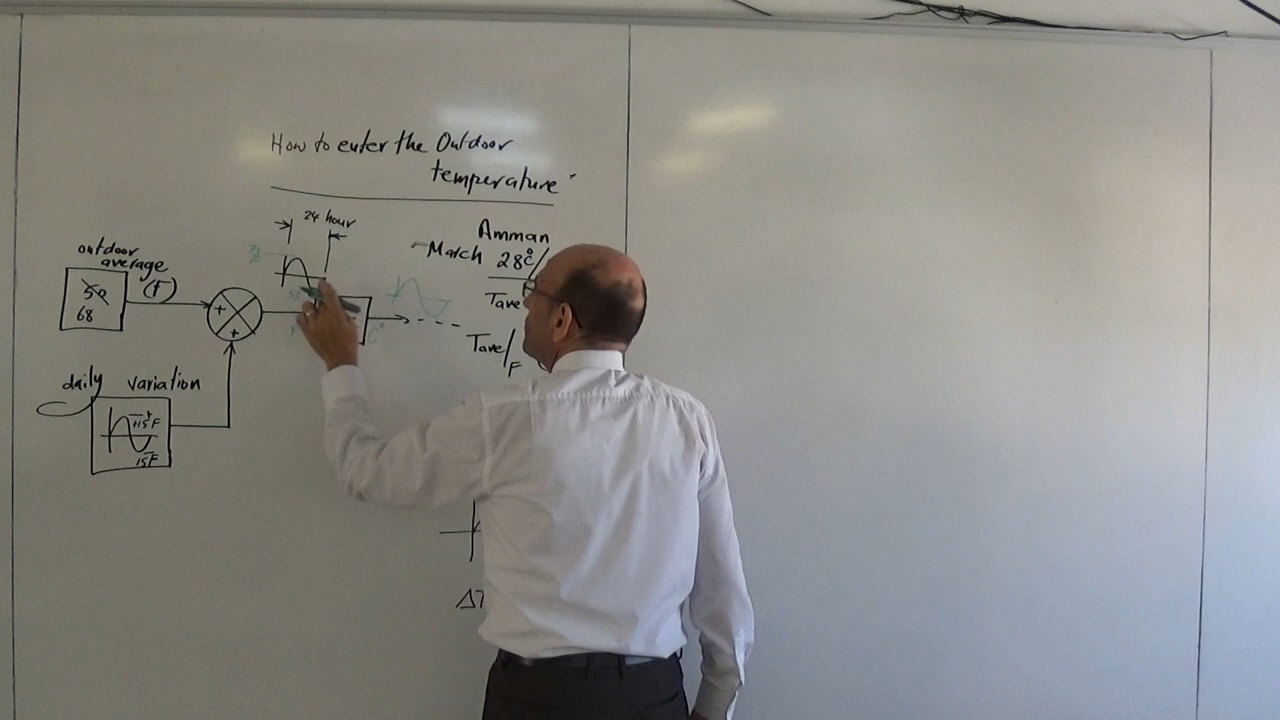 How to enter the Outdoor
temperature
24 hour
Amman
March 28°C/
Tave
Tave/F
outdoor
average
(F)
50
68
+
+
daily variation
+15F
15F
ΔT